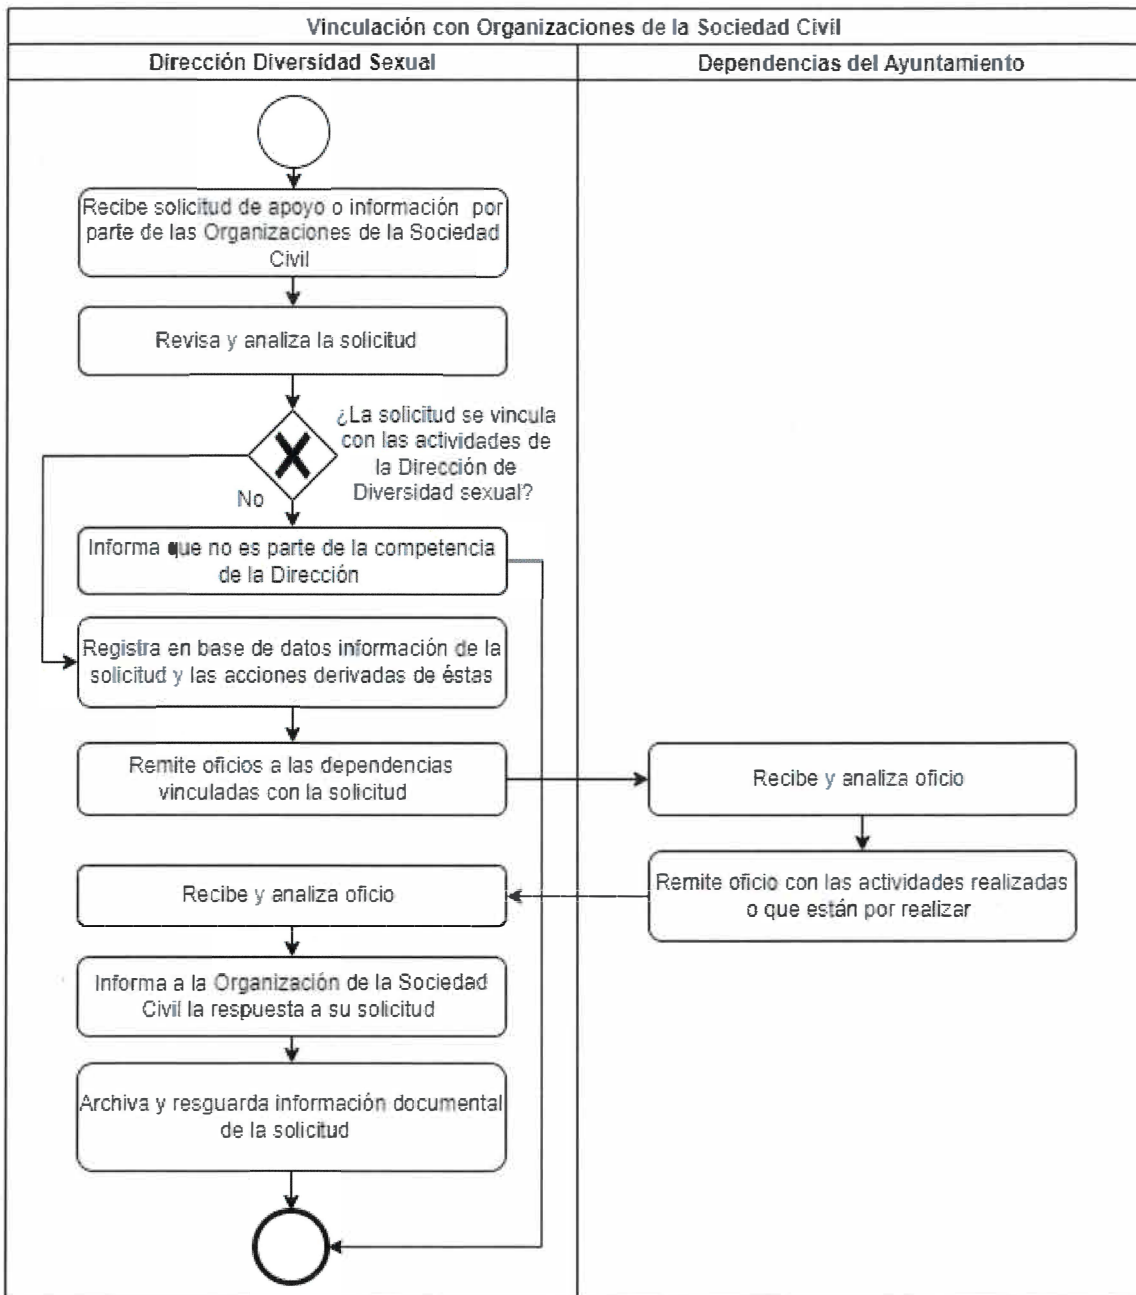 Vinculación con Organizaciones de la Sociedad Civil
Dirección Diversidad Sexual
Dependencias del Ayuntamiento
Recibe solicitud de apoyo o información por
parte de las Organizaciones de la Sociedad
Civil
Revisa y analiza la solicitud
¿La solicitud se vincula
con las actividades de
la Dirección de
Diversidad sexual?
No
Informa que no es parte de la competencia
de la Dirección
Registra en base de datos información de la
solicitud y las acciones derivadas de éstas
Remite oficios a las dependencias
vinculadas con la solicitud
Recibe y analiza oficio
Remite oficio con las actividades realizadas
o que están por realizar
Recibe y analiza oficio
Informa a la Organización de la Sociedad
Civil la respuesta a su solicitud
Archiva y resguarda información documental
de la solicitud